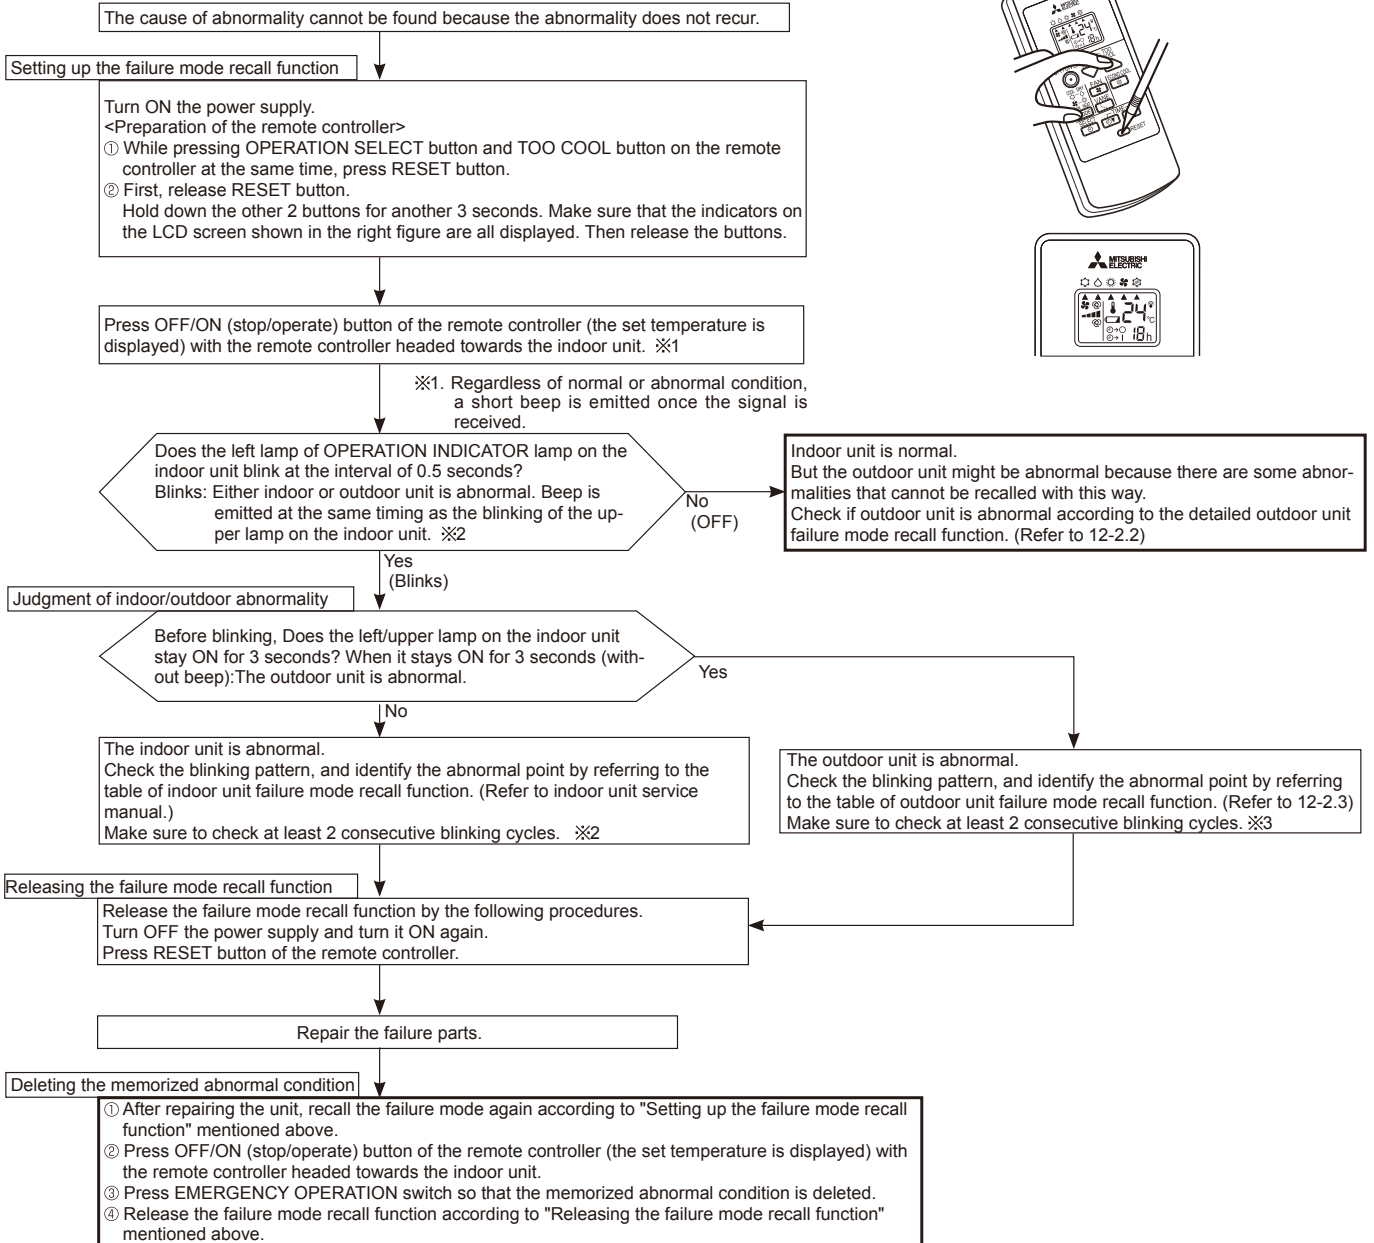 The cause of abnormality cannot be found because the abnormality does not recur.
Setting up the failure mode recall function
Turn ON the power supply.
<Preparation of the remote controller>
① While pressing OPERATION SELECT button and TOO COOL button on the remote
controller at the same time, press RESET button.
② First, release RESET button.
Hold down the other 2 buttons for another 3 seconds. Make sure that the indicators on
the LCD screen shown in the right figure are all displayed. Then release the buttons.
FAN
VANE
RESET
MITSUBISHI
ELECTRIC
24°C
18h
Press OFF/ON (stop/operate) button of the remote controller (the set temperature is
displayed) with the remote controller headed towards the indoor unit. ※1
※1. Regardless of normal or abnormal condition,
a short beep is emitted once the signal is
received.
Does the left lamp of OPERATION INDICATOR lamp on the
indoor unit blink at the interval of 0.5 seconds?
Blinks: Either indoor or outdoor unit is abnormal. Beep is
emitted at the same timing as the blinking of the up-
per lamp on the indoor unit. ※2
No
(OFF)
Indoor unit is normal.
But the outdoor unit might be abnormal because there are some abnor-
malities that cannot be recalled with this way.
Check if outdoor unit is abnormal according to the detailed outdoor unit
failure mode recall function. (Refer to 12-2.2)
Yes
(Blinks)
Judgment of indoor/outdoor abnormality
Before blinking, Does the left/upper lamp on the indoor unit
stay ON for 3 seconds? When it stays ON for 3 seconds (with-
out beep):The outdoor unit is abnormal.
Yes
No
The indoor unit is abnormal.
Check the blinking pattern, and identify the abnormal point by referring to the
table of indoor unit failure mode recall function. (Refer to indoor unit service
manual.)
Make sure to check at least 2 consecutive blinking cycles. ※2
The outdoor unit is abnormal.
Check the blinking pattern, and identify the abnormal point by referring
to the table of outdoor unit failure mode recall function. (Refer to 12-2.3)
Make sure to check at least 2 consecutive blinking cycles. ※3
Releasing the failure mode recall function
Release the failure mode recall function by the following procedures.
Turn OFF the power supply and turn it ON again.
Press RESET button of the remote controller.
Repair the failure parts.
Deleting the memorized abnormal condition
① After repairing the unit, recall the failure mode again according to "Setting up the failure mode recall
function" mentioned above.
② Press OFF/ON (stop/operate) button of the remote controller (the set temperature is displayed) with
the remote controller headed towards the indoor unit.
③ Press EMERGENCY OPERATION switch so that the memorized abnormal condition is deleted.
④ Release the failure mode recall function according to "Releasing the failure mode recall function"
mentioned above.